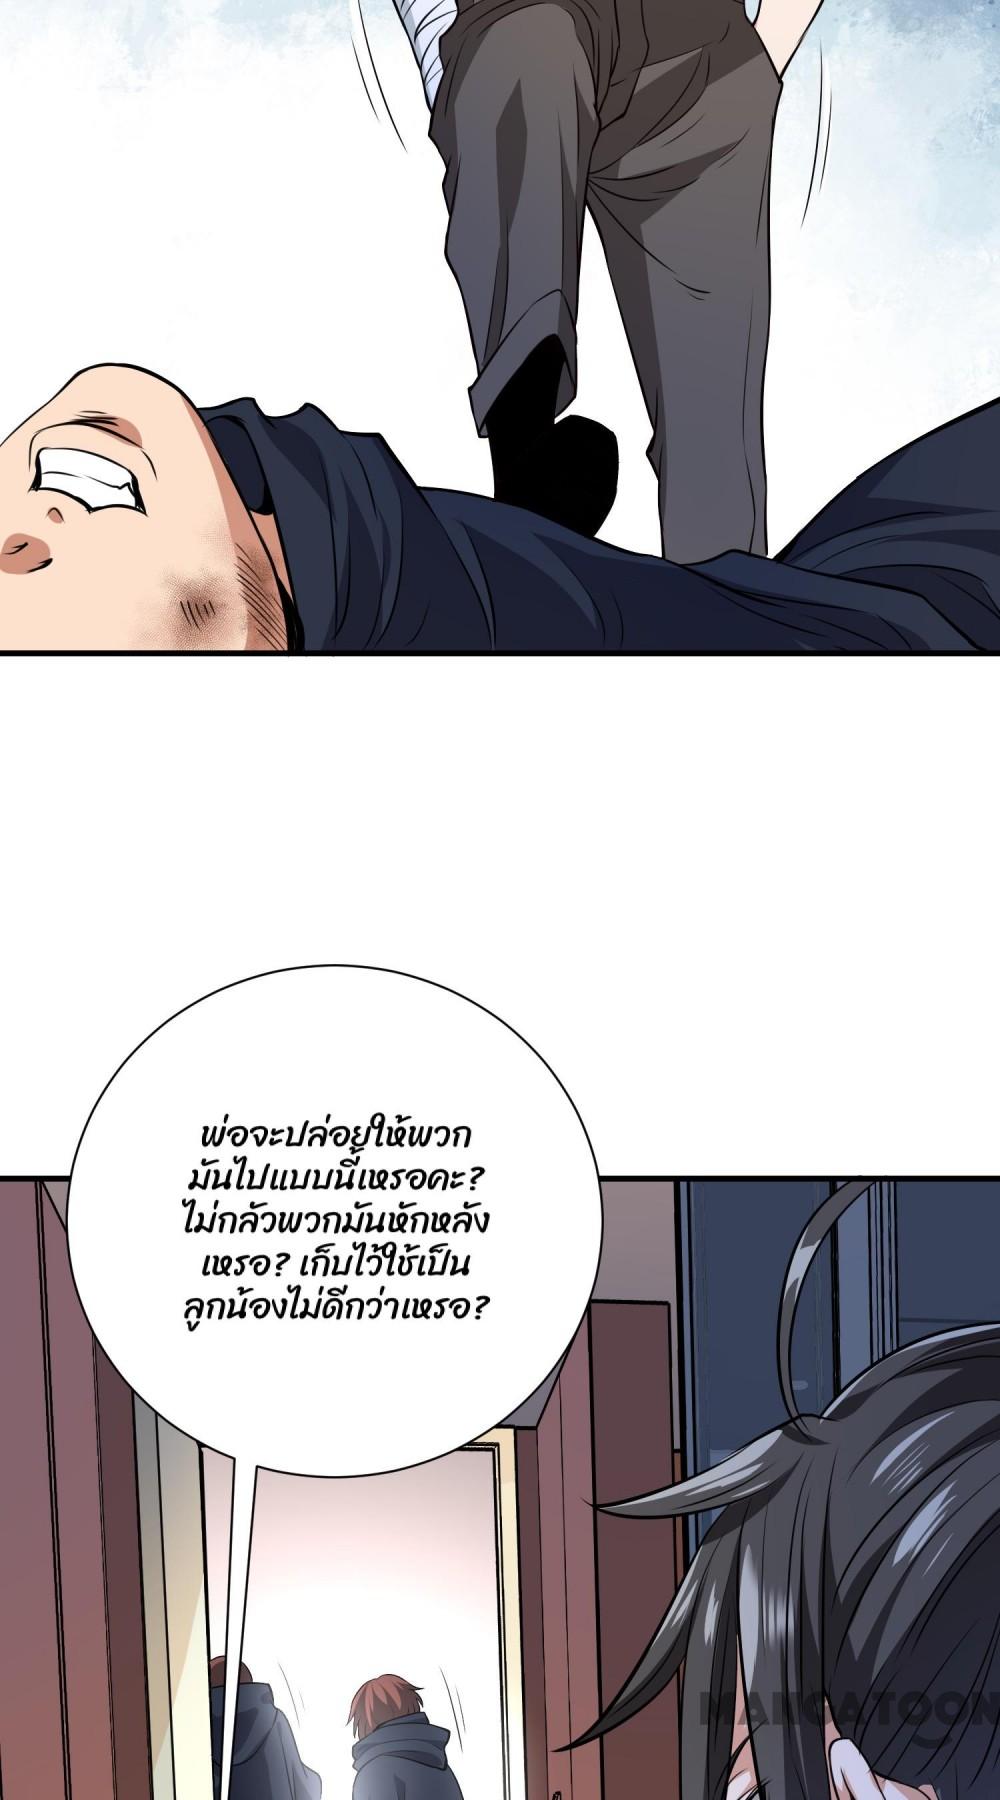 พ่อจะปล่อยให้พวก
มันไปแบบนี้เหรอคะ?
ไม่กลัวพวกมันหักหลัง
เหรอ? เก็บไว้ใช้เป็น
ลูกน้องไม่ดีกว่าเหรอ?
MANGATOON